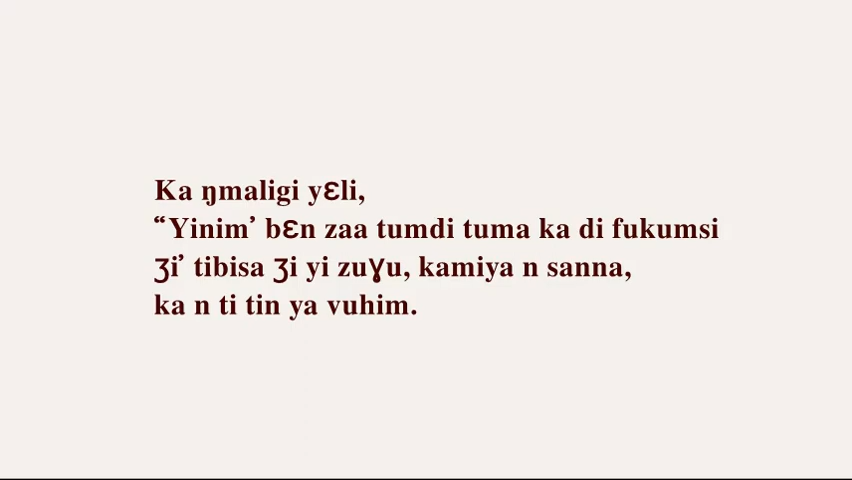 Ka ŋmaligi yɛli,
“Yinim’ bɛn zaa tumdi tuma ka di fukumsi
ʒi’ tibisa ʒi yi zuɣu, kamiya n sanna,
ka n ti tin ya vuhim.